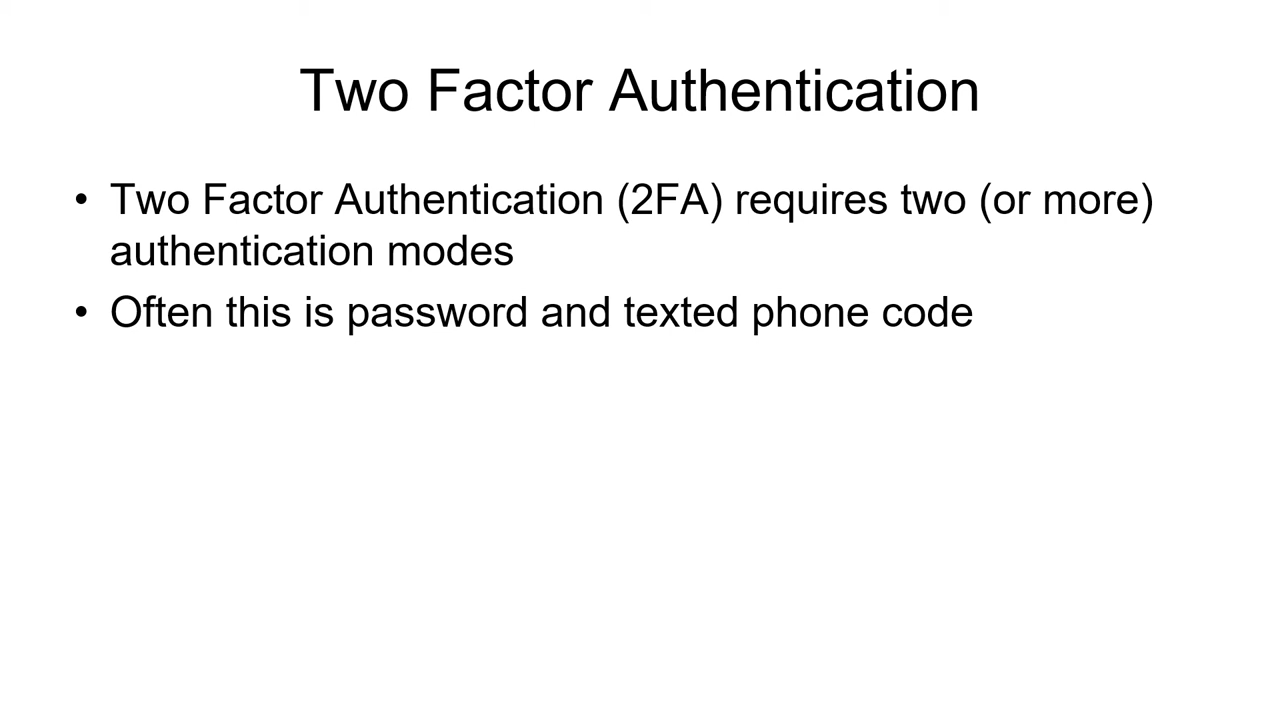 Two Factor Authentication
• Two Factor Authentication (2FA) requires two (or more)
authentication modes
• Often this is password and texted phone code